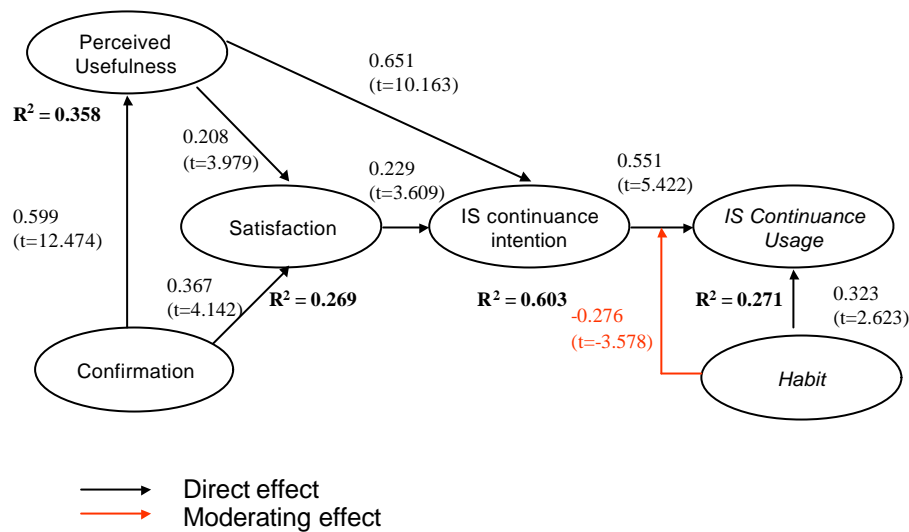 Perceived
Usefulness
0.651
(t=10.163)
R² = 0.358
0.208
(t=3.979)
0.229
(t=3.609)
0.551
(t=5.422)
0.599
(t=12.474)
Satisfaction
IS continuance
intention
IS Continuance
Usage
0.367
(t=4.142)
R² = 0.269
R² = 0.603
R² = 0.271
0.323
(t=2.623)
-0.276
(t=-3.578)
Confirmation
Habit
Direct effect
Moderating effect